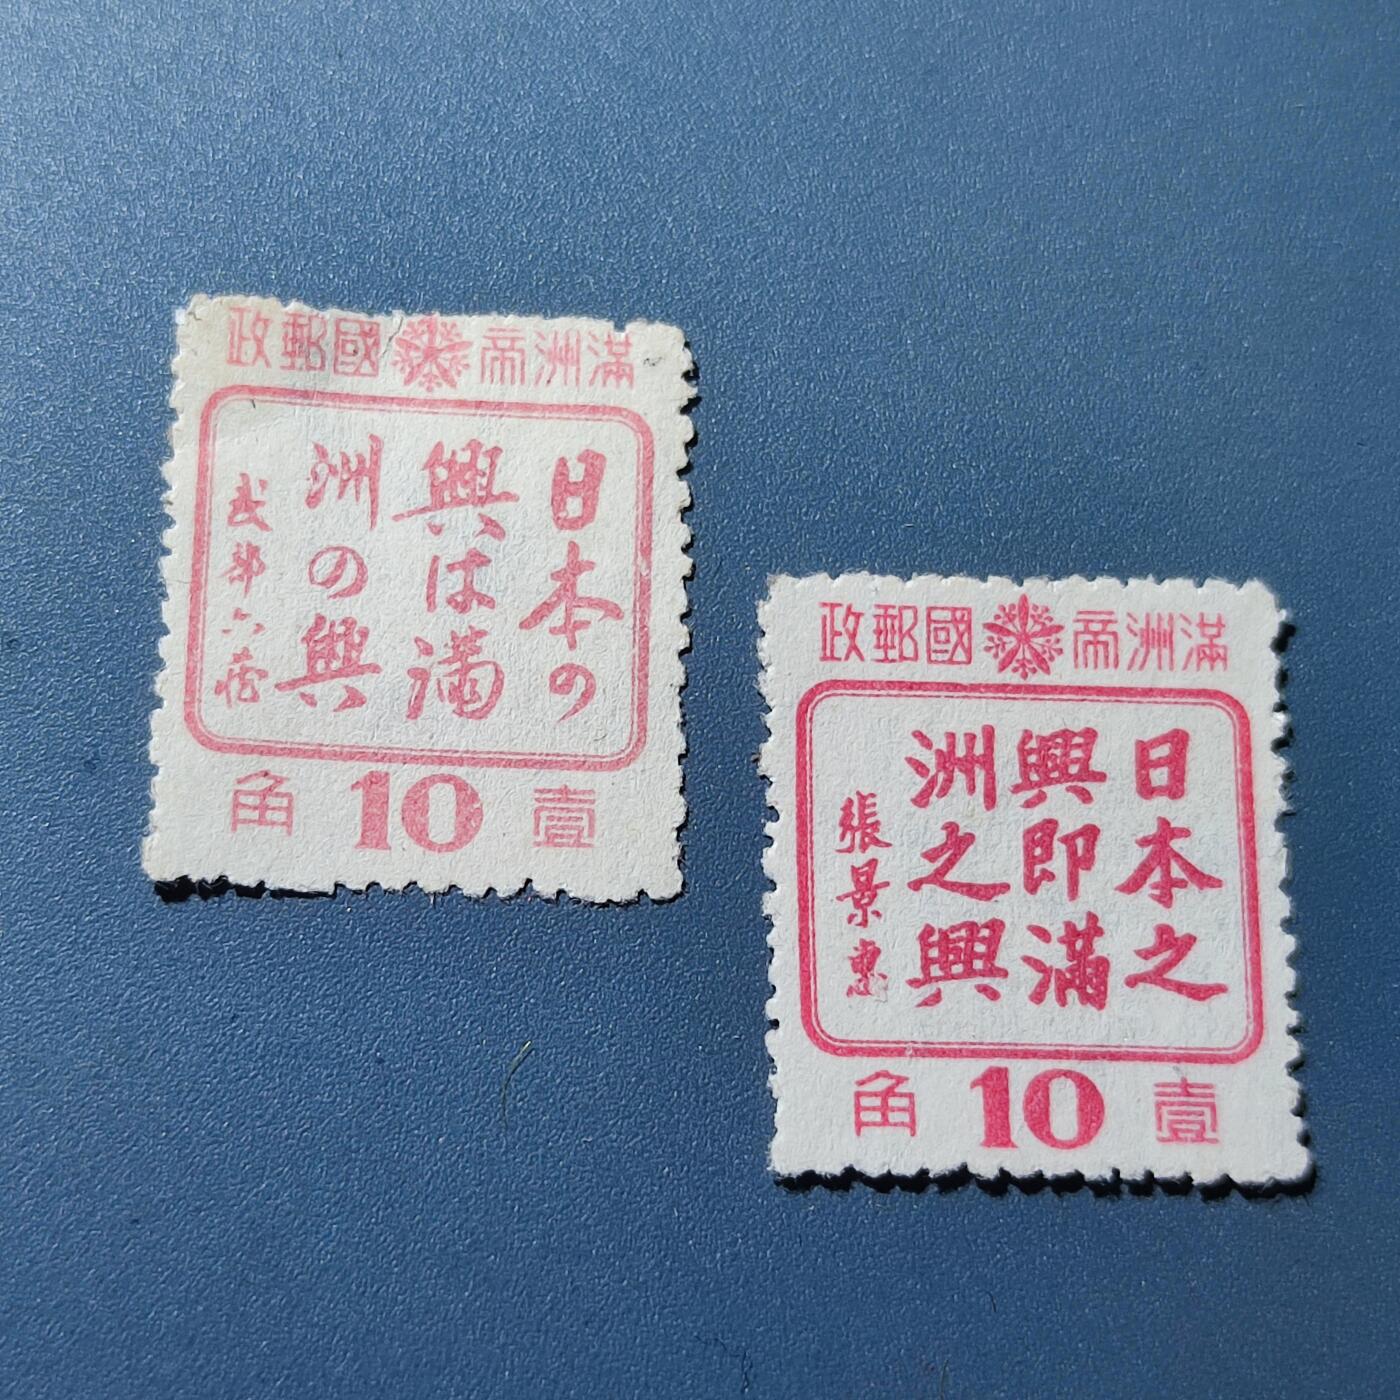 滿洲帝國郵政
日本の
興は滿
洲の興
武部六藏
壹 10 角
滿洲帝國郵政
日本之
興即滿
洲之興
張景惠
壹 10 角